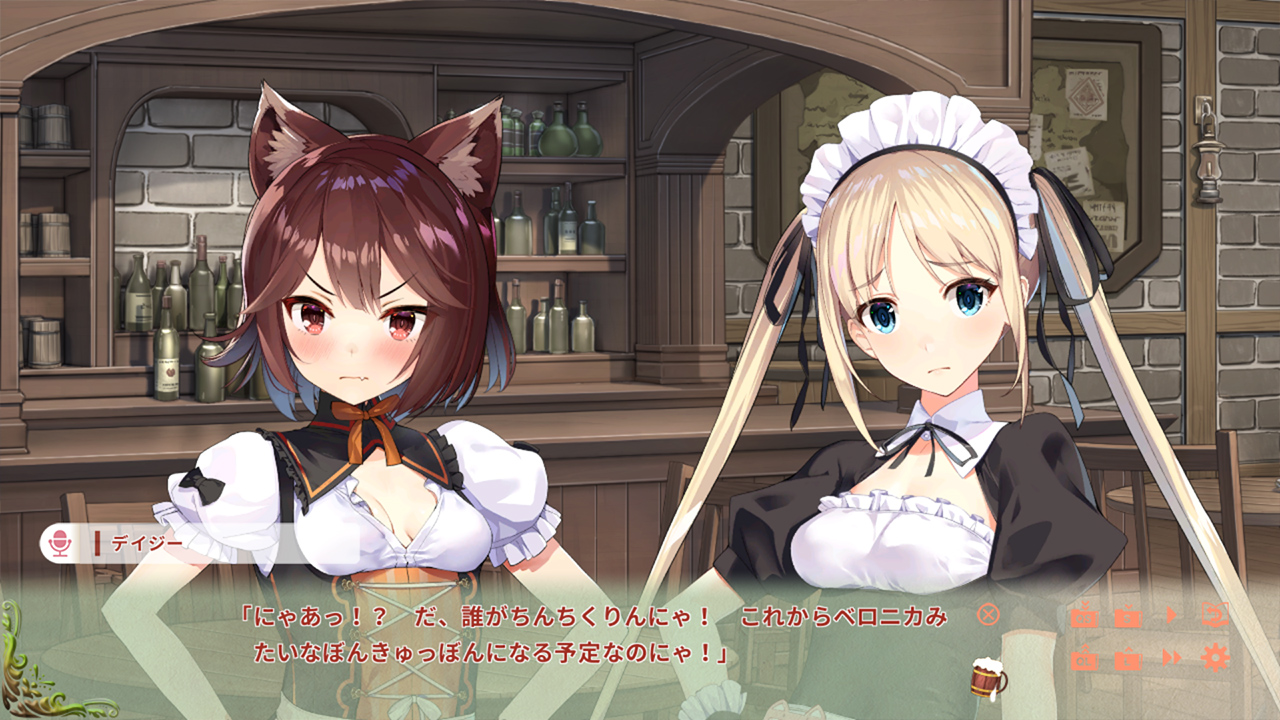 デイジー
「にゃあっ！？　だ、誰がちんちくりんにゃ！　これからベロニカみ
たいなぼんきゅっぼんになる予定なのにゃ！」